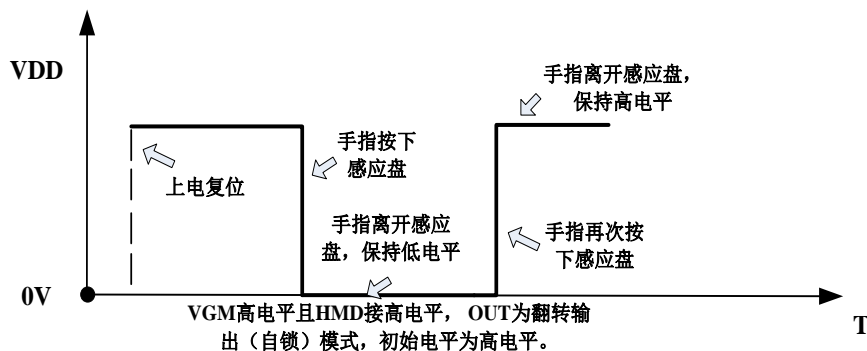 VDD
手指离开感应盘，
保持高电平
手指按下
感应盘
上电复位
手指离开感应
盘，保持低电平
手指再次按
下感应盘
0V
T
VGM高电平且HMD接高电平， OUT为翻转输
出（自锁）模式，初始电平为高电平。